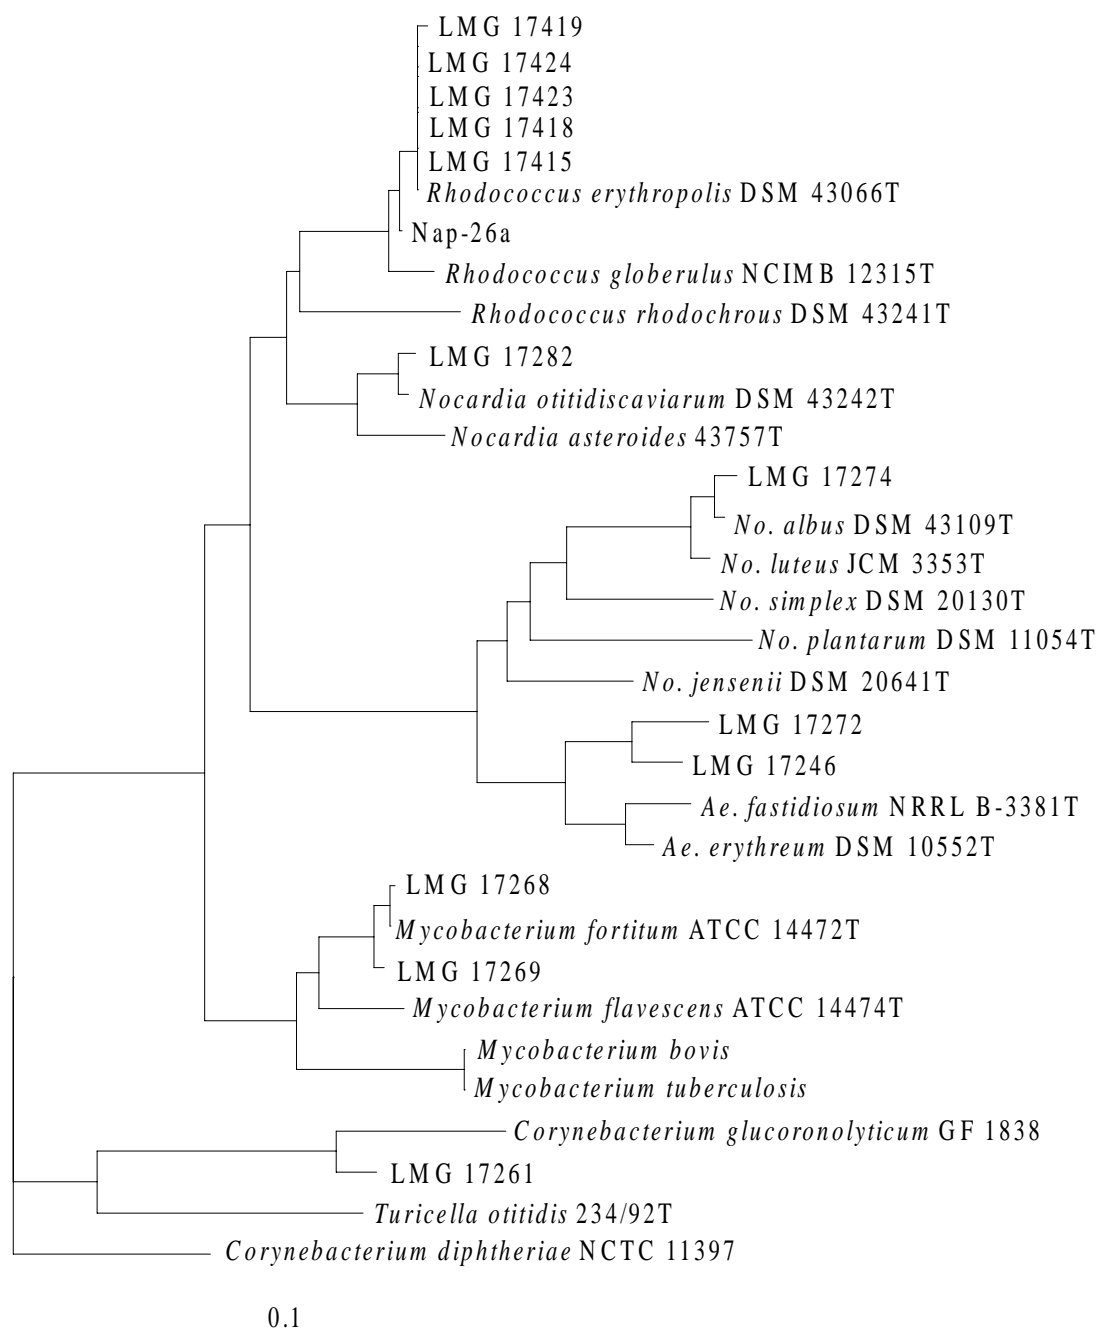 LMG 17419
LMG 17424
LMG 17423
LMG 17418
LMG 17415
Rhodococcus erythropolis DSM 43066T
Nap-26a
Rhodococcus globerulus NCIMB 12315T
Rhodococcus rhodochrous DSM 43241T
LMG 17282
Nocardia otitidiscaviarum DSM 43242T
Nocardia asteroides 43757T
LMG 17274
No. albus DSM 43109T
No. luteus JCM 3353T
No. simplex DSM 20130T
No. plantarum DSM 11054T
No. jensenii DSM 20641T
LMG 17272
LMG 17246
Ae. fastidiosum NRRL B-3381T
Ae. erythreum DSM 10552T
LMG 17268
Mycobacterium fortitum ATCC 14472T
LMG 17269
Mycobacterium flavescens ATCC 14474T
Mycobacterium bovis
Mycobacterium tuberculosis
Corynebacterium glucoronolyticum GF 1838
LMG 17261
Turicella otitidis 234/92T
Corynebacterium diphtheriae NCTC 11397
0.1